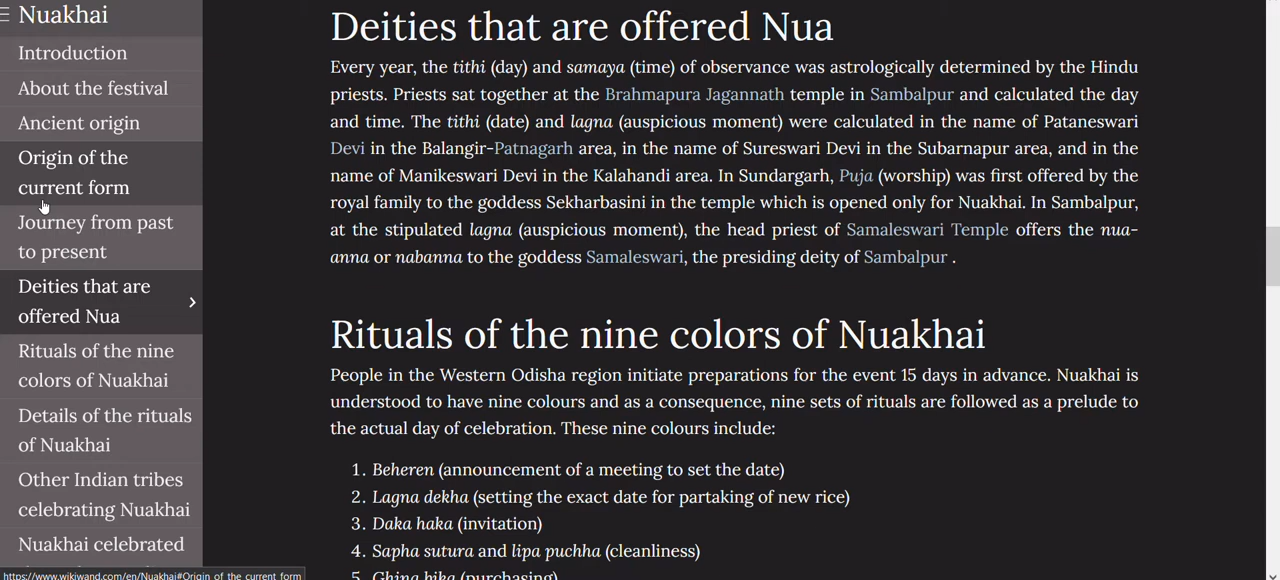 Nuakhai
Introduction
About the festival
Ancient origin
Origin of the
current form
Journey from past
to present
Deities that are
offered Nua
Rituals of the nine
colors of Nuakhai
Details of the rituals
of Nuakhai
Other Indian tribes
celebrating Nuakhai
Nuakhai celebrated
https://www.wikiwand.com/en/Nuakhai#Origin_of_the_current_form
Deities that are offered Nua
Every year, the tithi (day) and samaya (time) of observance was astrologically determined by the Hindu
priests. Priests sat together at the Brahmapura Jagannath temple in Sambalpur and calculated the day
and time. The tithi (date) and lagna (auspicious moment) were calculated in the name of Pataneswari
Devi in the Balangir-Patnagarh area, in the name of Sureswari Devi in the Subarnapur area, and in the
name of Manikeswari Devi in the Kalahandi area. In Sundargarh, Puja (worship) was first offered by the
royal family to the goddess Sekharbasini in the temple which is opened only for Nuakhai. In Sambalpur,
at the stipulated lagna (auspicious moment), the head priest of Samaleswari Temple offers the nua-
anna or nabanna to the goddess Samaleswari, the presiding deity of Sambalpur .
Rituals of the nine colors of Nuakhai
People in the Western Odisha region initiate preparations for the event 15 days in advance. Nuakhai is
understood to have nine colours and as a consequence, nine sets of rituals are followed as a prelude to
the actual day of celebration. These nine colours include:
1. Beheren (announcement of a meeting to set the date)
2. Lagna dekha (setting the exact date for partaking of new rice)
3. Daka haka (invitation)
4. Sapha sutura and lipa puchha (cleanliness)
5. Ghina bika (purchasing)